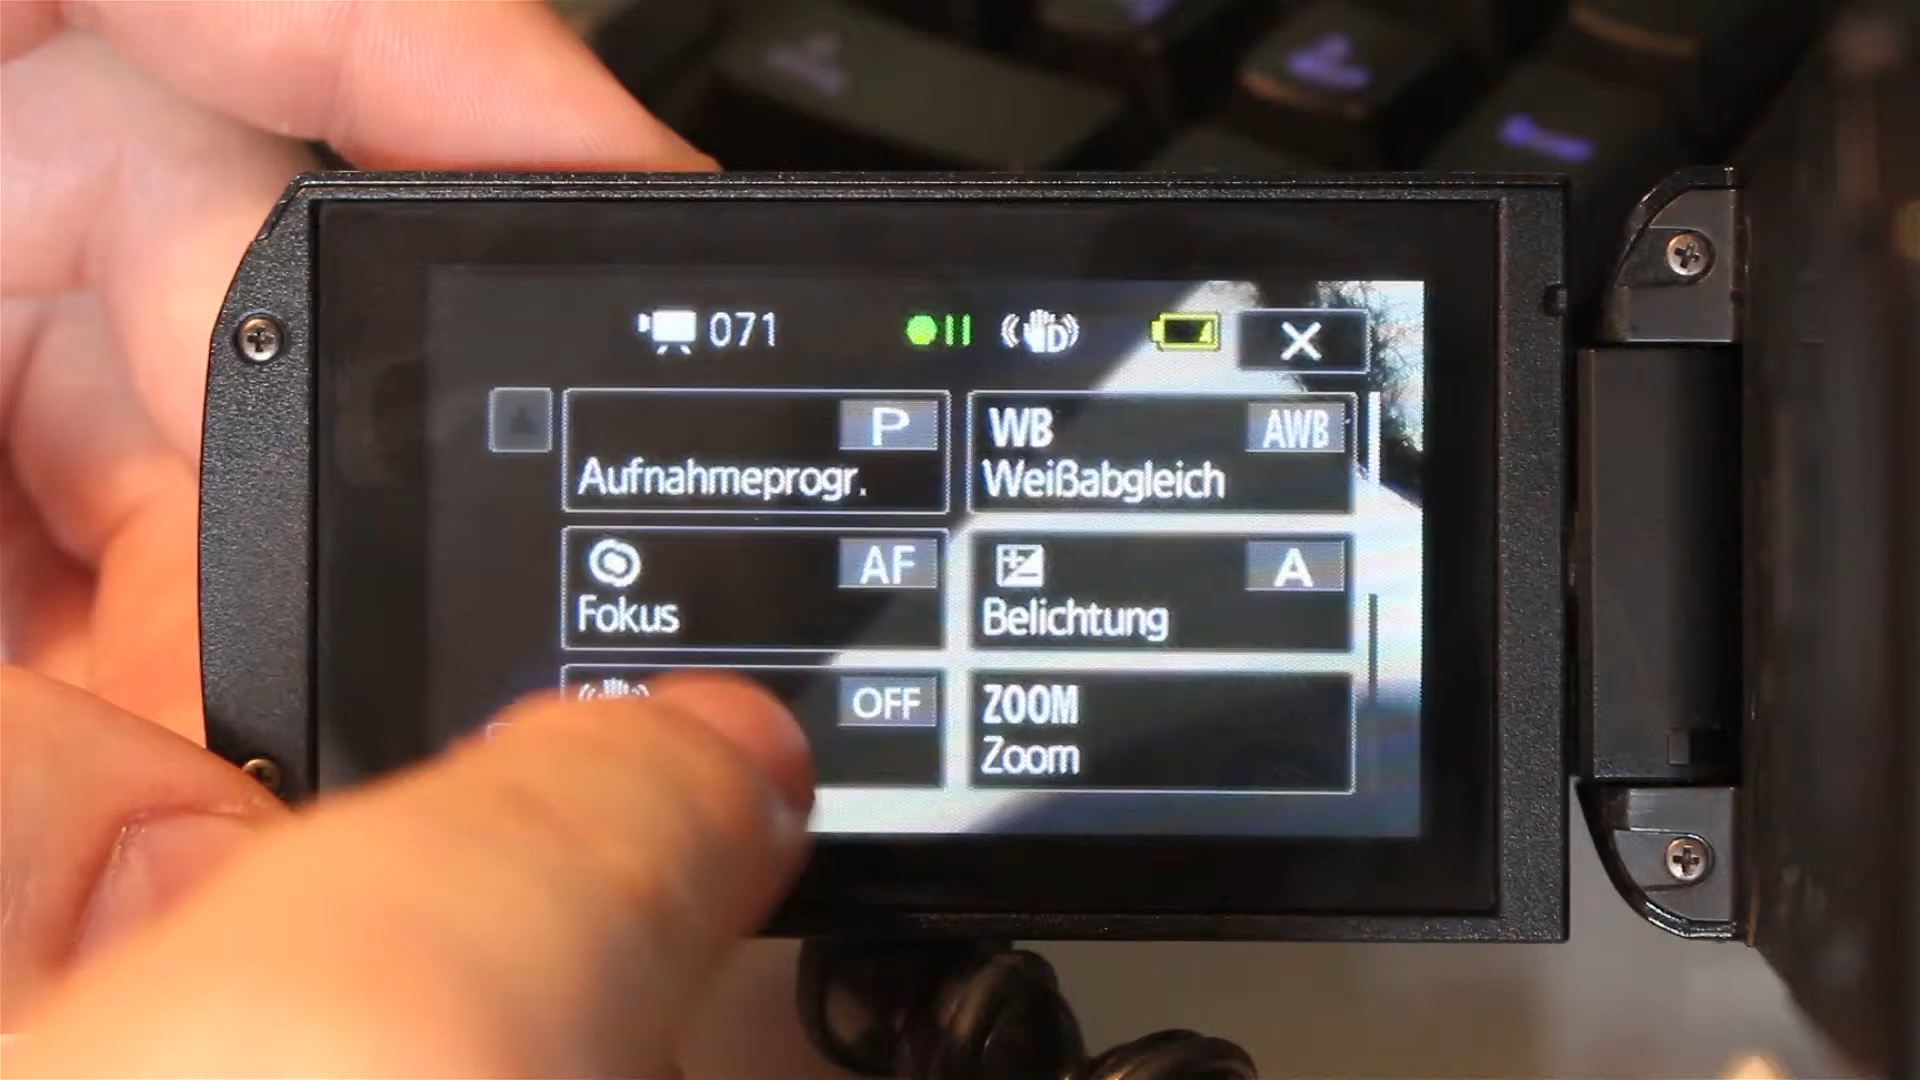 071
P
Aufnahmeprogr.
WB AWB
Weißabgleich
AF
Fokus
A
Belichtung
OFF
ZOOM
Zoom